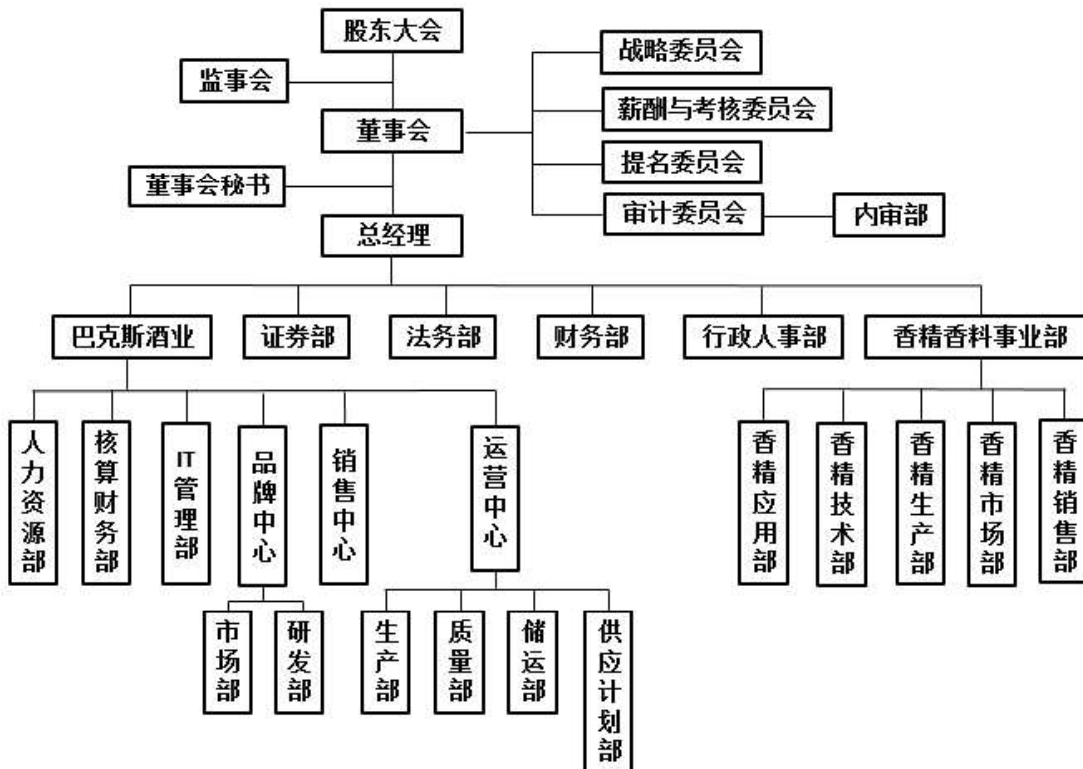 股东大会
战略委员会
监事会
薪酬与考核委员会
董事会
提名委员会
董事会秘书
审计委员会
内审部
总经理
巴克斯酒业
证券部
法务部
财务部
行政人事部
香精香料事业部
人力资源部
核算财务部
IT管理部
品牌中心
销售中心
运营中心
香精应用部
香精技术部
香精生产部
香精市场部
香精销售部
市场部
研发部
生产部
质量部
储运部
供应计划部